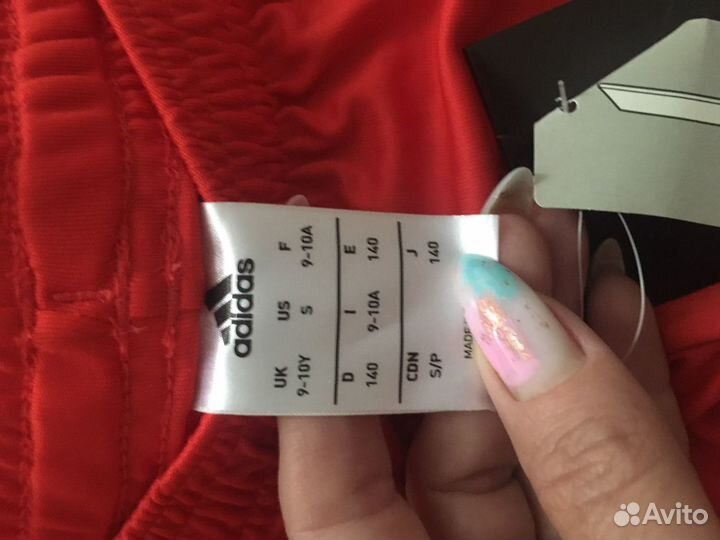 adidas
UK US F
9-10Y S 9-10A
D I E
140 9-10A 140
CDN J
S/P 140
MADE
Avito